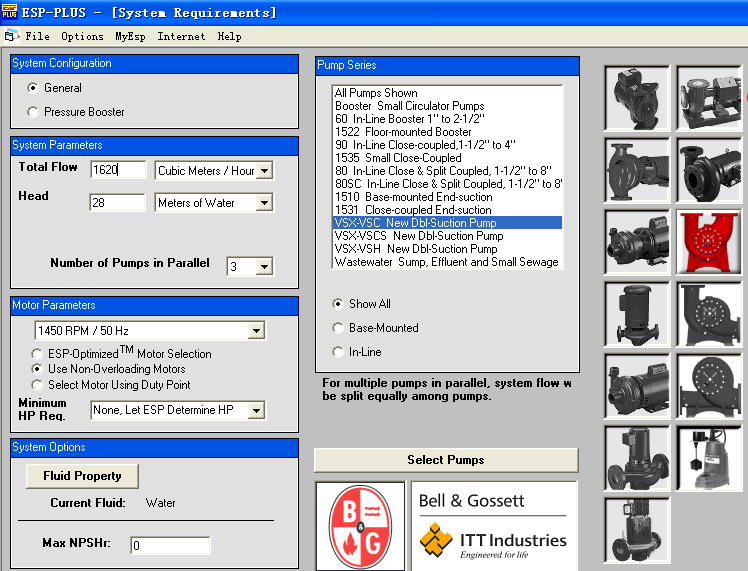 ESP-PLUS - [System Requirements]
File Options MyEsp Internet Help
System Configuration
General
Pressure Booster
System Parameters
Total Flow 1620 Cubic Meters / Hour
Head 28 Meters of Water
Number of Pumps in Parallel 3
Motor Parameters
1450 RPM / 50 Hz
ESP-Optimized TM Motor Selection
Use Non-Overloading Motors
Select Motor Using Duty Point
Minimum
HP Req. None, Let ESP Determine HP
System Options
Fluid Property
Current Fluid: Water
Max NPSHr: 0
Pump Series
All Pumps Shown
Booster Small Circulator Pumps
60 In-Line Booster 1" to 2-1/2"
1522 Floor-mounted Booster
90 In-Line Close-coupled,1-1/2" to 4"
1535 Small Close-Coupled
80 In-Line Close & Split Coupled, 1-1/2" to 8"
80SC In-Line Close & Split Coupled, 1-1/2" to 8"
1510 Base-mounted End-suction
1531 Close-coupled End-suction
VSX-VSC New Dbl-Suction Pump
VSX-VSCS New Dbl-Suction Pump
VSX-VSH New Dbl-Suction Pump
Wastewater Sump, Effluent and Small Sewage
Show All
Base-Mounted
In-Line
For multiple pumps in parallel, system flow w
be split equally among pumps.
Select Pumps
B & G
Bell & Gossett
ITT Industries
Engineered for life